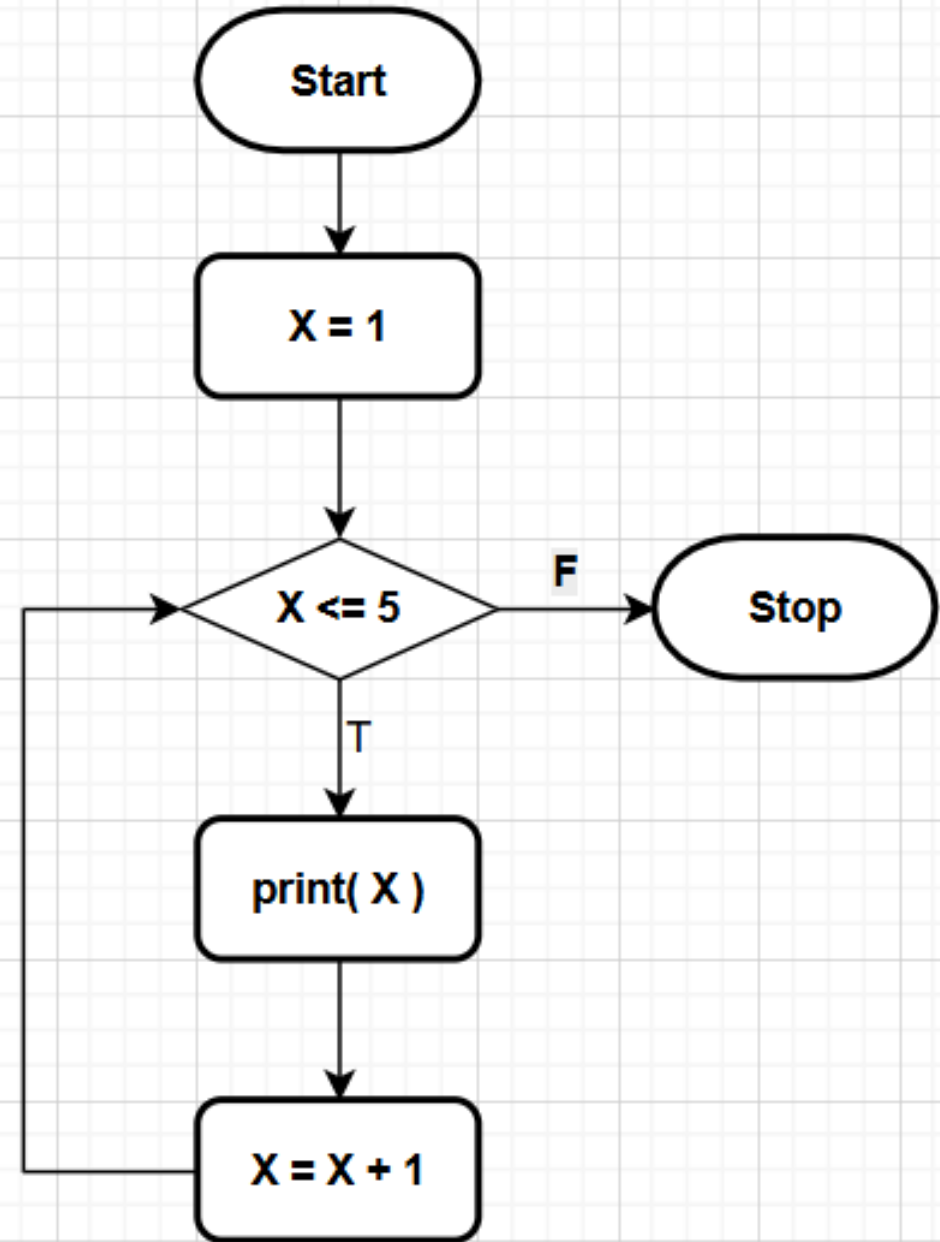 Start
X = 1
X <= 5
F
Stop
T
print( X )
X = X + 1